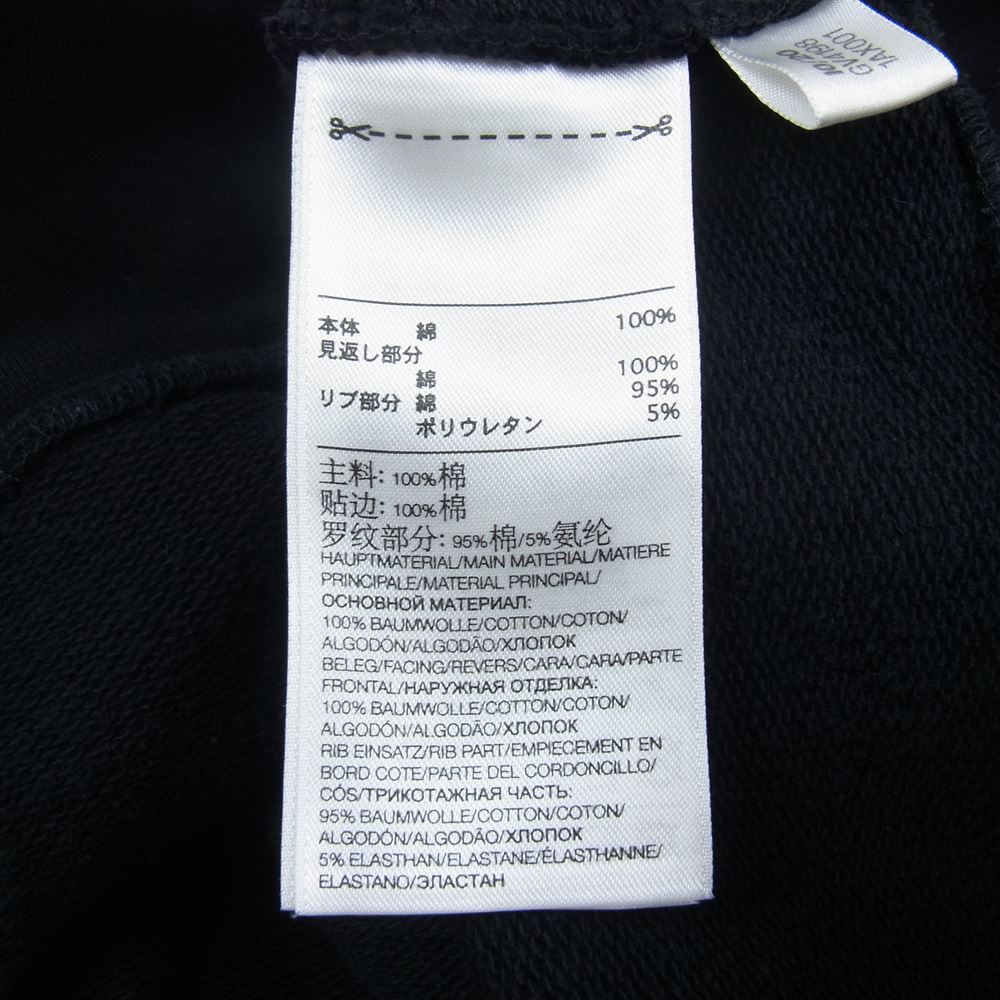 10/20
GV4198
1AX001
本体 綿 100%
見返し部分
綿 100%
リブ部分 綿 95%
ポリウレタン 5%
主料: 100%棉
贴边: 100%棉
罗纹部分: 95%棉/5%氨纶
HAUPTMATERIAL/MAIN MATERIAL/MATIERE
PRINCIPALE/MATERIAL PRINCIPAL/
ОСНОВНОЙ МАТЕРИАЛ:
100% BAUMWOLLE/COTTON/COTON/
ALGODÓN/ALGODÃO/ХЛОПОК
BELEG/FACING/REVERS/CARA/CARA/PARTE
FRONTAL/НАРУЖНАЯ ОТДЕЛКА:
100% BAUMWOLLE/COTTON/COTON/
ALGODÓN/ALGODÃO/ХЛОПОК
RIB EINSATZ/RIB PART/EMPIECEMENT EN
BORD COTE/PARTE DEL CORDONCILLO/
CÓS/ТРИКОТАЖНАЯ ЧАСТЬ:
95% BAUMWOLLE/COTTON/COTON/
ALGODÓN/ALGODÃO/ХЛОПОК
5% ELASTHAN/ELASTANE/ÉLASTHANNE/
ELASTANO/ЭЛАСТАН